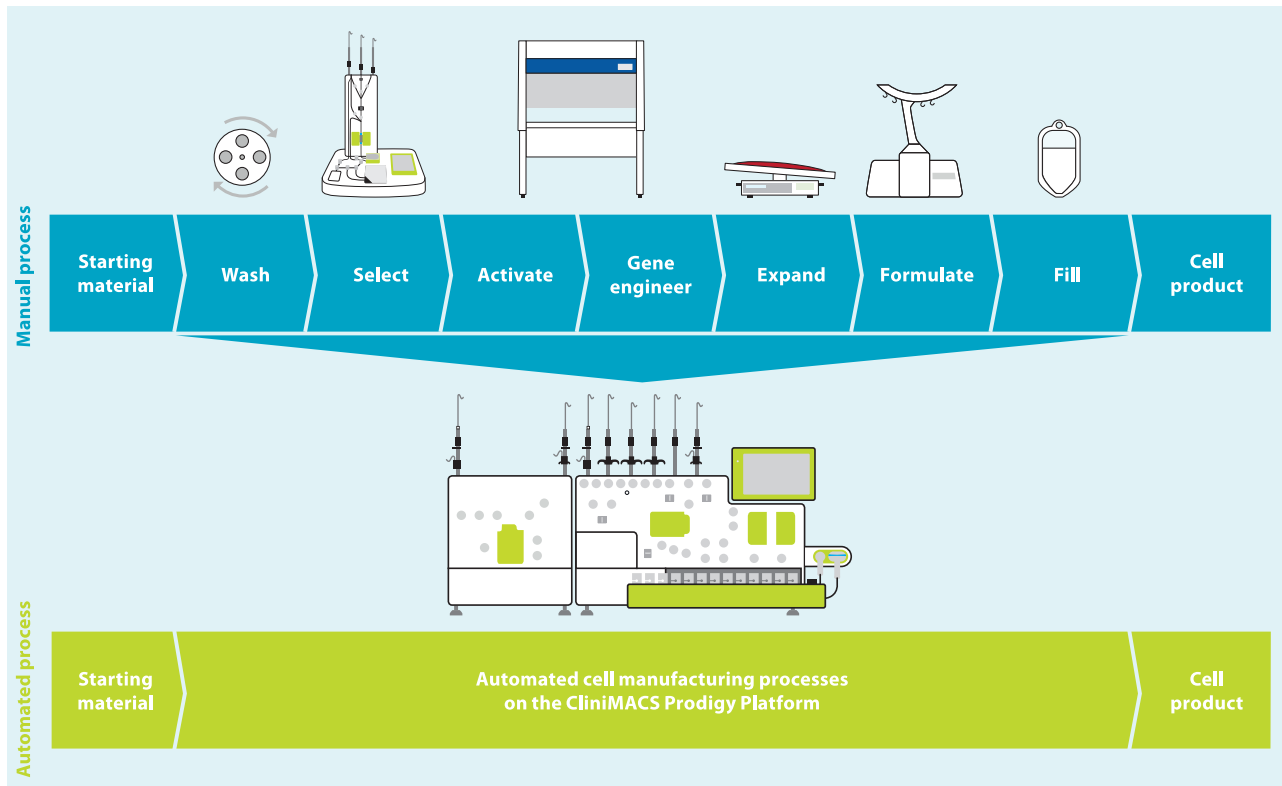 Manual process
Starting
material
Wash
Select
Activate
Gene
engineer
Expand
Formulate
Fill
Cell
product
Automated process
Starting
material
Automated cell manufacturing processes
on the CliniMACS Prodigy Platform
Cell
product